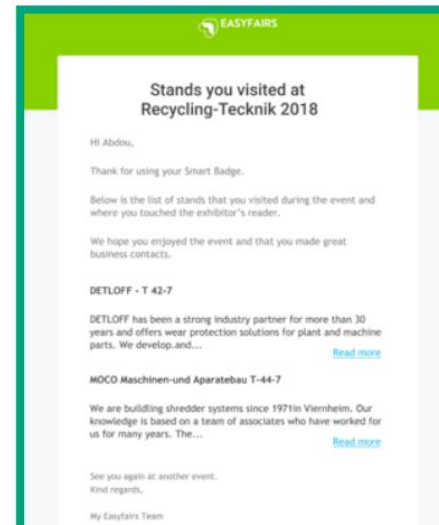 EASYFAIRS
Stands you visited at
Recycling-Tecknik 2018
Hi Abdou,
Thank for using your Smart Badge.
Below is the list of stands that you visited during the event and
where you touched the exhibitor's reader.
We hope you enjoyed the event and that you made great
business contacts.
DETLOFF - T 42-7
DETLOFF has been a strong industry partner for more than 30
years and offers wear protection solutions for plant and machine
parts. We develop.and...
Read more
MOCO Maschinen-und Aparatebau T-44-7
We are buildling shredder systems since 1971in Viernheim. Our
knowledge is based on a team of associates who have worked for
us for many years. The...
Read more
See you again at another event.
Kind regards,
My Easyfairs Team